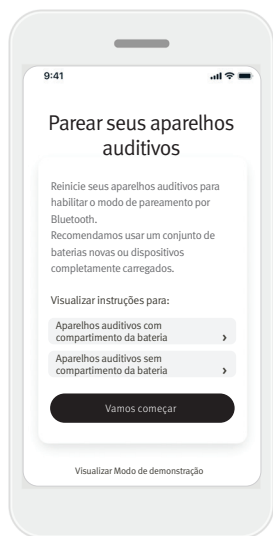 9:41
Parear seus aparelhos
auditivos
Reinicie seus aparelhos auditivos para
habilitar o modo de pareamento por
Bluetooth.
Recomendamos usar um conjunto de
baterias novas ou dispositivos
completamente carregados.
Visualizar instruções para:
Aparelhos auditivos com
compartimento da bateria
Aparelhos auditivos sem
compartimento da bateria
Vamos começar
Visualizar Modo de demonstração